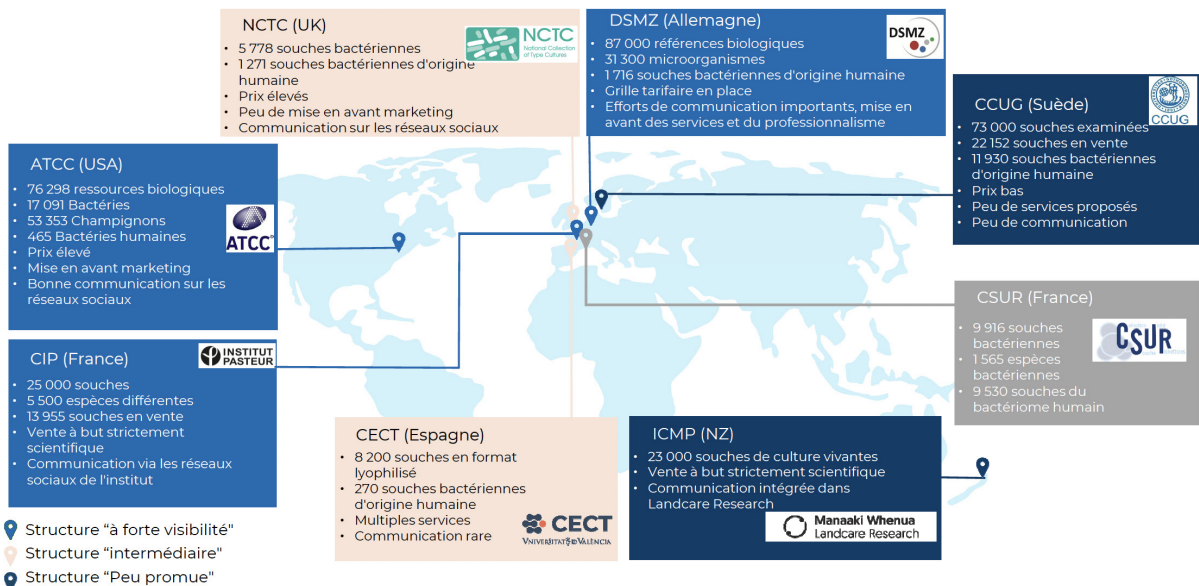 NCTC (UK)
• 5 778 souches bactériennes
• 1 271 souches bactériennes d'origine
humaine
• Prix élevés
• Peu de mise en avant marketing
• Communication sur les réseaux sociaux
NCTC
National Collection
of Type Cultures
DSMZ (Allemagne)
• 87 000 références biologiques
• 31 300 microorganismes
• 1 716 souches bactériennes d'origine humaine
• Grille tarifaire en place
• Efforts de communication importants, mise en
avant des services et du professionnalisme
DSMZ
CCUG (Suède)
• 73 000 souches examinées
• 22 152 souches en vente
• 11 930 souches bactériennes
d'origine humaine
• Prix bas
• Peu de services proposés
• Peu de communication
CCUG
ATCC (USA)
• 76 298 ressources biologiques
• 17 091 Bactéries
• 53 353 Champignons
• 465 Bactéries humaines
• Prix élevé
• Mise en avant marketing
• Bonne communication sur les
réseaux sociaux
ATCC
CIP (France)
• 25 000 souches
• 5 500 espèces différentes
• 13 955 souches en vente
• Vente à but strictement
scientifique
• Communication via les réseaux
sociaux de l'institut
INSTITUT
PASTEUR
CSUR (France)
• 9 916 souches
bactériennes
• 1 565 espèces
bactériennes
• 9 530 souches du
bactériome humain
CSUR
CECT (Espagne)
• 8 200 souches en format
lyophilisé
• 270 souches bactériennes
d'origine humaine
• Multiples services
• Communication rare
CECT
VNIVERSITAT ID VALÈNCIA
ICMP (NZ)
• 23 000 souches de culture vivantes
• Vente à but strictement scientifique
• Communication intégrée dans
Landcare Research
Manaaki Whenua
Landcare Research
Structure "à forte visibilité"
Structure "intermédiaire"
Structure "Peu promue"